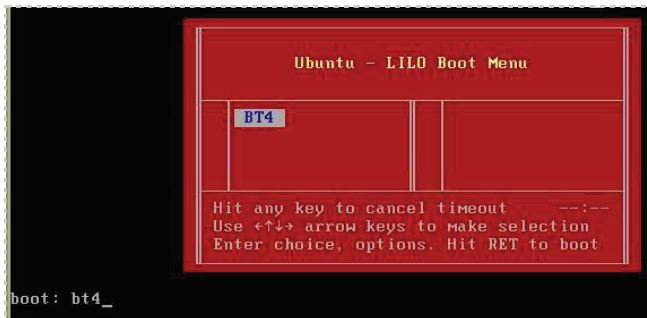 Ubuntu - LILO Boot Menu
BT4
Hit any key to cancel timeout --:--
Use ←↑↓→ arrow keys to make selection
Enter choice, options. Hit RET to boot
boot: bt4_